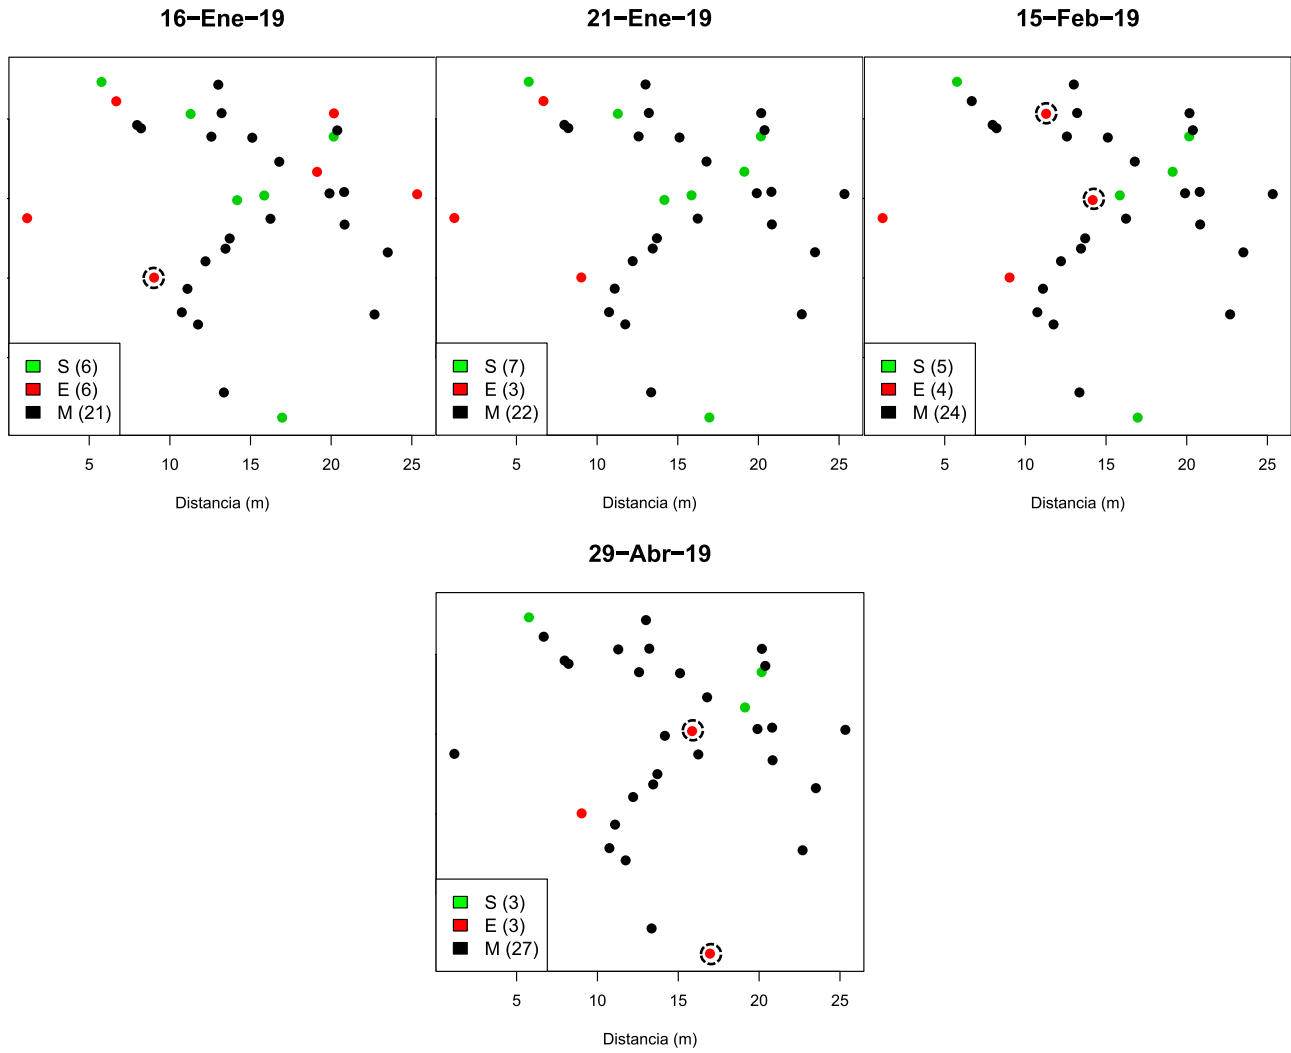 16−Ene−19
21−Ene−19
15−Feb−19
S (6)
E (6)
M (21)
5 10 15 20 25
Distancia (m)
S (7)
E (3)
M (22)
5 10 15 20 25
Distancia (m)
S (5)
E (4)
M (24)
5 10 15 20 25
Distancia (m)
29−Abr−19
S (3)
E (3)
M (27)
5 10 15 20 25
Distancia (m)